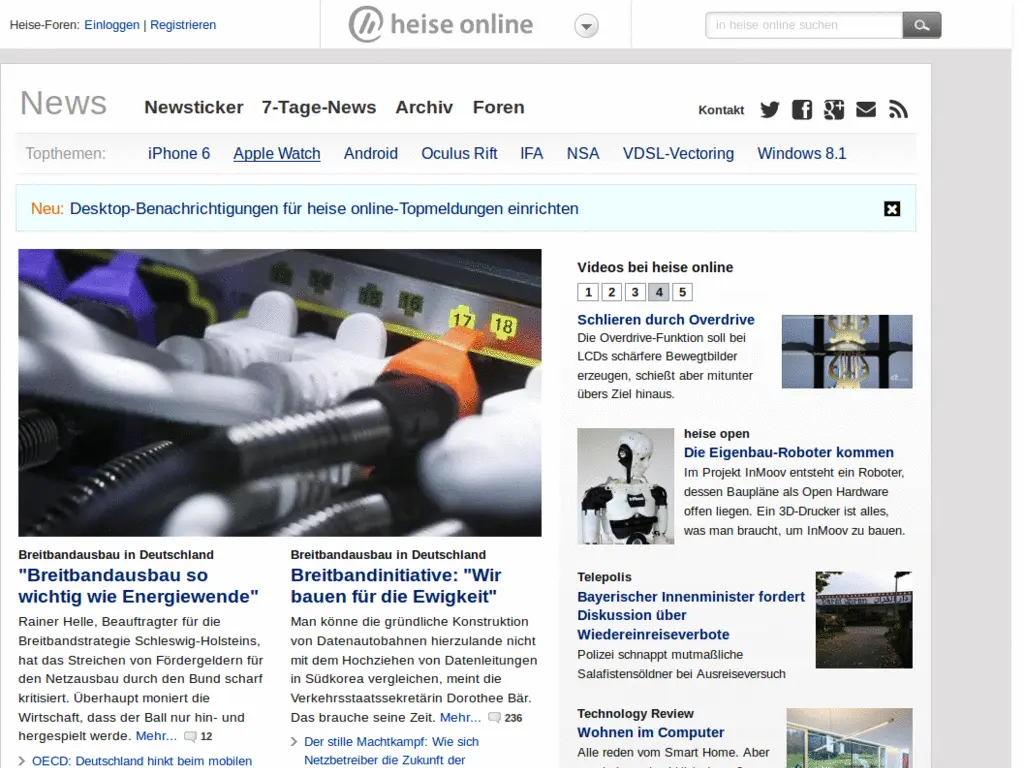 Heise-Foren: Einloggen | Registrieren
heise online
in heise online suchen
News
Newsticker 7-Tage-News Archiv Foren
Kontakt
Topthemen: iPhone 6 Apple Watch Android Oculus Rift IFA NSA VDSL-Vectoring Windows 8.1
Neu: Desktop-Benachrichtigungen für heise online-Topmeldungen einrichten
15 16 17 18
Breitbandausbau in Deutschland
"Breitbandausbau so
wichtig wie Energiewende"
Rainer Helle, Beauftragter für die
Breitbandstrategie Schleswig-Holsteins,
hat das Streichen von Fördergeldern für
den Netzausbau durch den Bund scharf
kritisiert. Überhaupt moniert die
Wirtschaft, dass der Ball nur hin- und
hergespielt werde. Mehr... 12
OECD: Deutschland hinkt beim mobilen
Breitbandausbau in Deutschland
Breitbandinitiative: "Wir
bauen für die Ewigkeit"
Man könne die gründliche Konstruktion
von Datenautobahnen hierzulande nicht
mit dem Hochziehen von Datenleitungen
in Südkorea vergleichen, meint die
Verkehrsstaatssekretärin Dorothee Bär.
Das brauche seine Zeit. Mehr... 236
Der stille Machtkampf: Wie sich
Netzbetreiber die Zukunft der
Videos bei heise online
1 2 3 4 5
Schlieren durch Overdrive
Die Overdrive-Funktion soll bei
LCDs schärfere Bewegtbilder
erzeugen, schießt aber mitunter
übers Ziel hinaus.
heise open
Die Eigenbau-Roboter kommen
Im Projekt InMoov entsteht ein Roboter,
dessen Baupläne als Open Hardware
offen liegen. Ein 3D-Drucker ist alles,
was man braucht, um InMoov zu bauen.
Telepolis
Bayerischer Innenminister fordert
Diskussion über
Wiedereinreiseverbote
Polizei schnappt mutmaßliche
Salafistensöldner bei Ausreiseversuch
Technology Review
Wohnen im Computer
Alle reden vom Smart Home. Aber